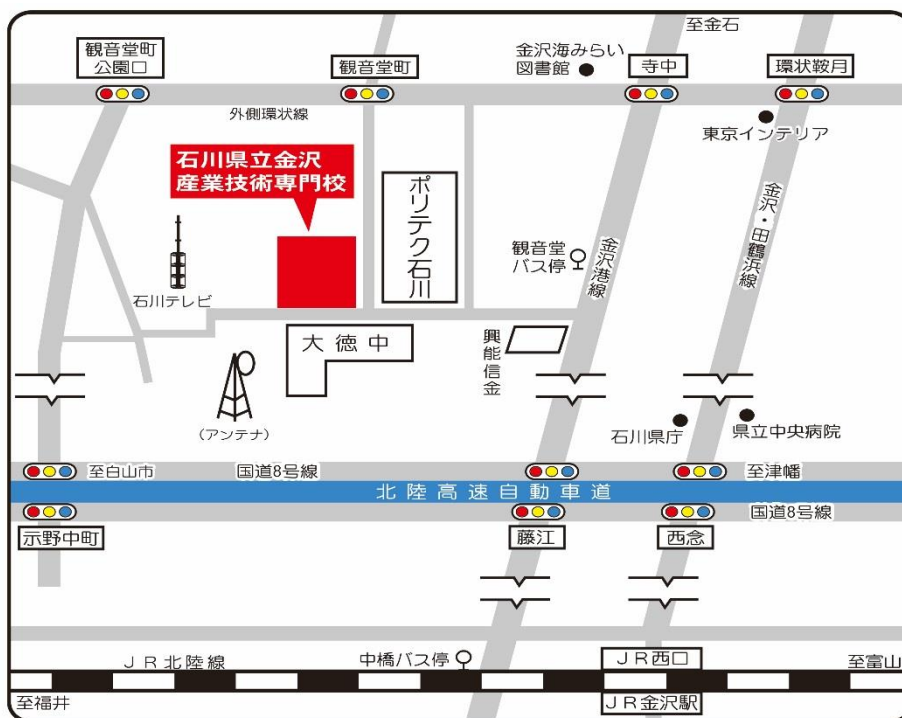 至金石
観音堂町
公園口
観音堂町
金沢海みらい
図書館
寺中
環状鞍月
外側環状線
東京インテリア
石川県立金沢
産業技術専門校
ポリテク石川
金沢・田鶴浜線
金沢港線
観音堂
バス停
石川テレビ
大徳中
興能信金
(アンテナ)
石川県庁
県立中央病院
至白山市
国道8号線
至津幡
北陸高速自動車道
国道8号線
示野中町
藤江
西念
JR北陸線
中橋バス停
JR西口
至富山
至福井
JR金沢駅